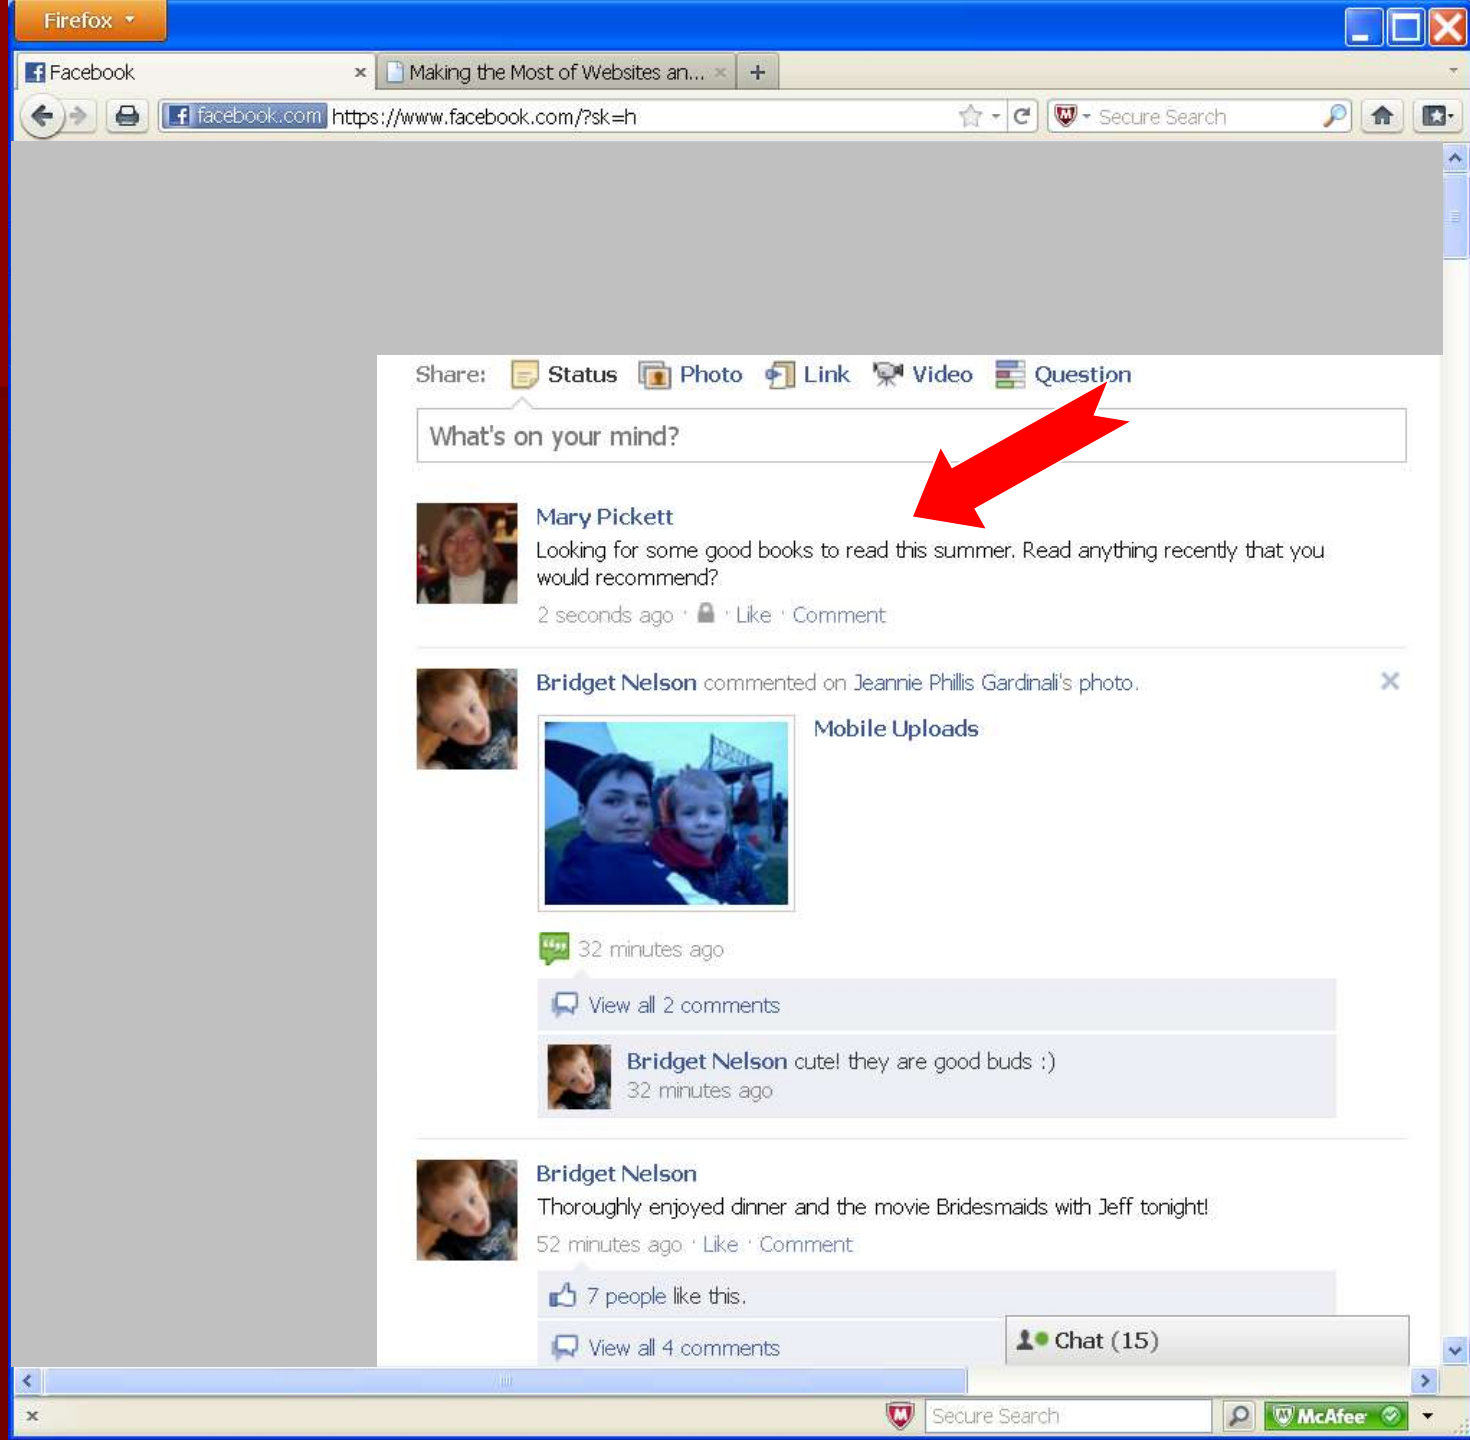 Firefox
Facebook
Making the Most of Websites an...
facebook.com https://www.facebook.com/?sk=h
Secure Search
Share: Status Photo Link Video Question
What's on your mind?
Mary Pickett
Looking for some good books to read this summer. Read anything recently that you
would recommend?
2 seconds ago · · Like · Comment
Bridget Nelson commented on Jeannie Phillis Gardinali's photo.
Mobile Uploads
32 minutes ago
View all 2 comments
Bridget Nelson cute! they are good buds :)
32 minutes ago
Bridget Nelson
Thoroughly enjoyed dinner and the movie Bridesmaids with Jeff tonight!
52 minutes ago · Like · Comment
7 people like this.
View all 4 comments
Chat (15)
Secure Search
McAfee